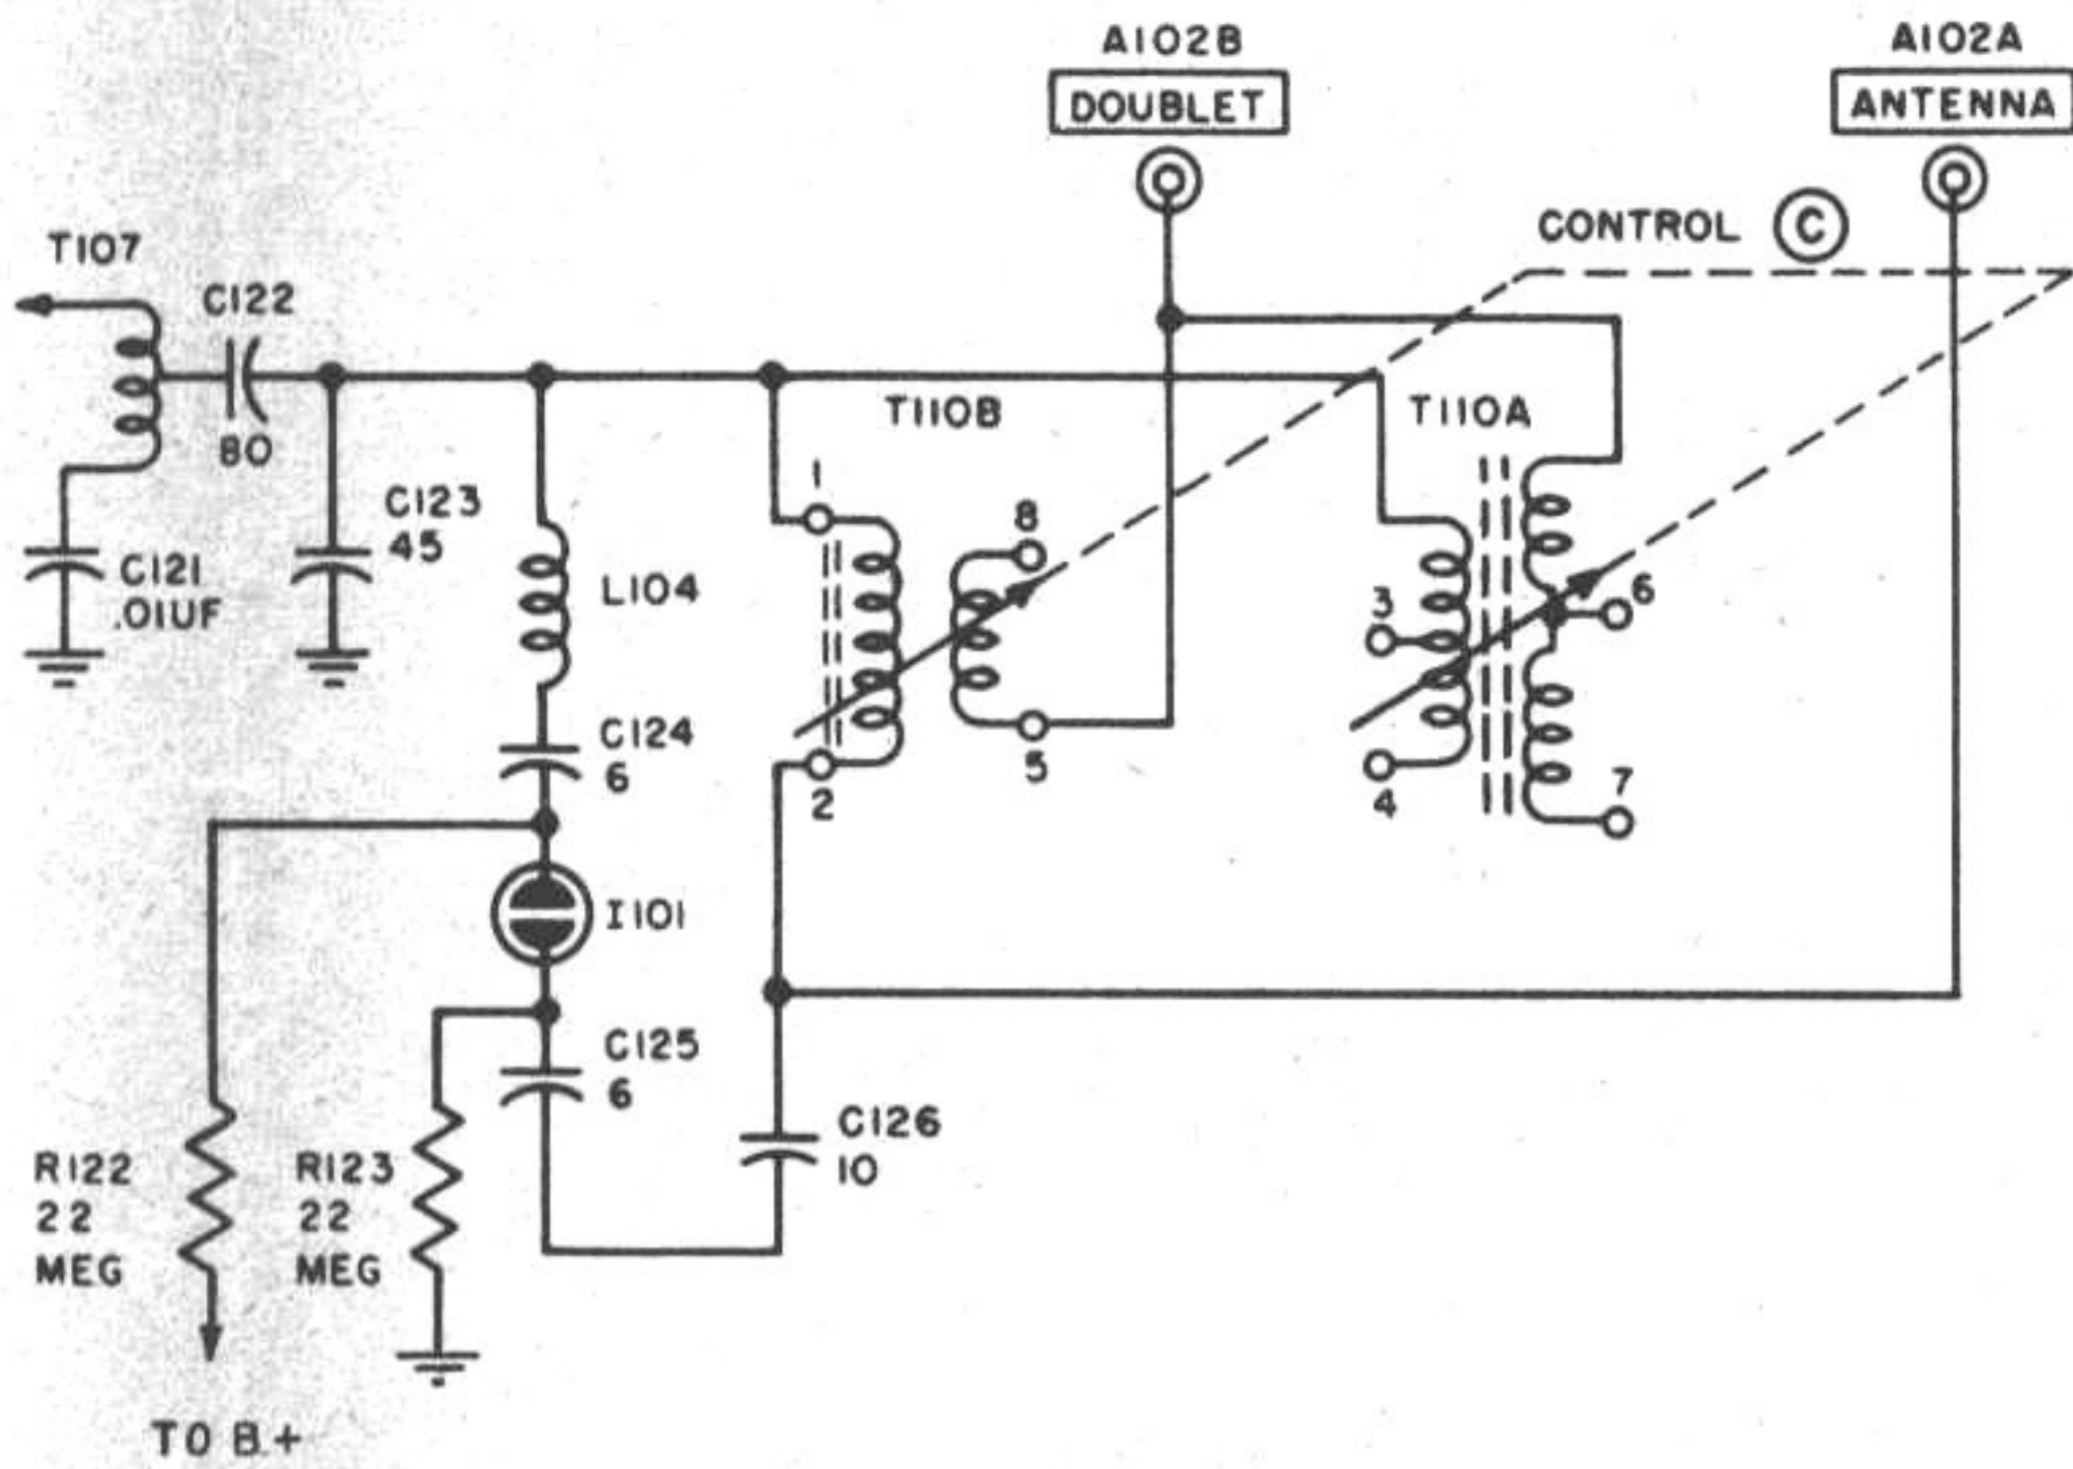 A102B
DOUBLET
A102A
ANTENNA
CONTROL C
T107
C122
80
C123
45
C121
.01UF
L104
T110B
T110A
1
8
3
6
C124
6
2
5
4
7
I101
C125
6
C126
10
R122
22
MEG
R123
22
MEG
TO B.+